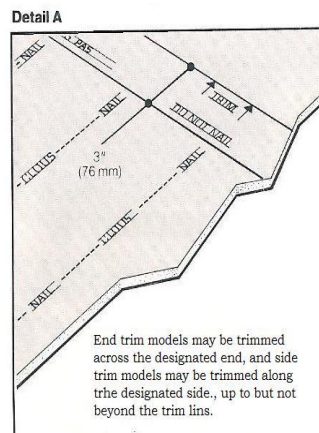 Detail A
NAIL
PAS
TRIM
DO NOT NAIL
NAIL
CLOUS
3"
(76 mm)
NAIL
CLOUS
NAIL
End trim models may be trimmed
across the designated end, and side
trim models may be trimmed along
trhe designated side., up to but not
beyond the trim lins.